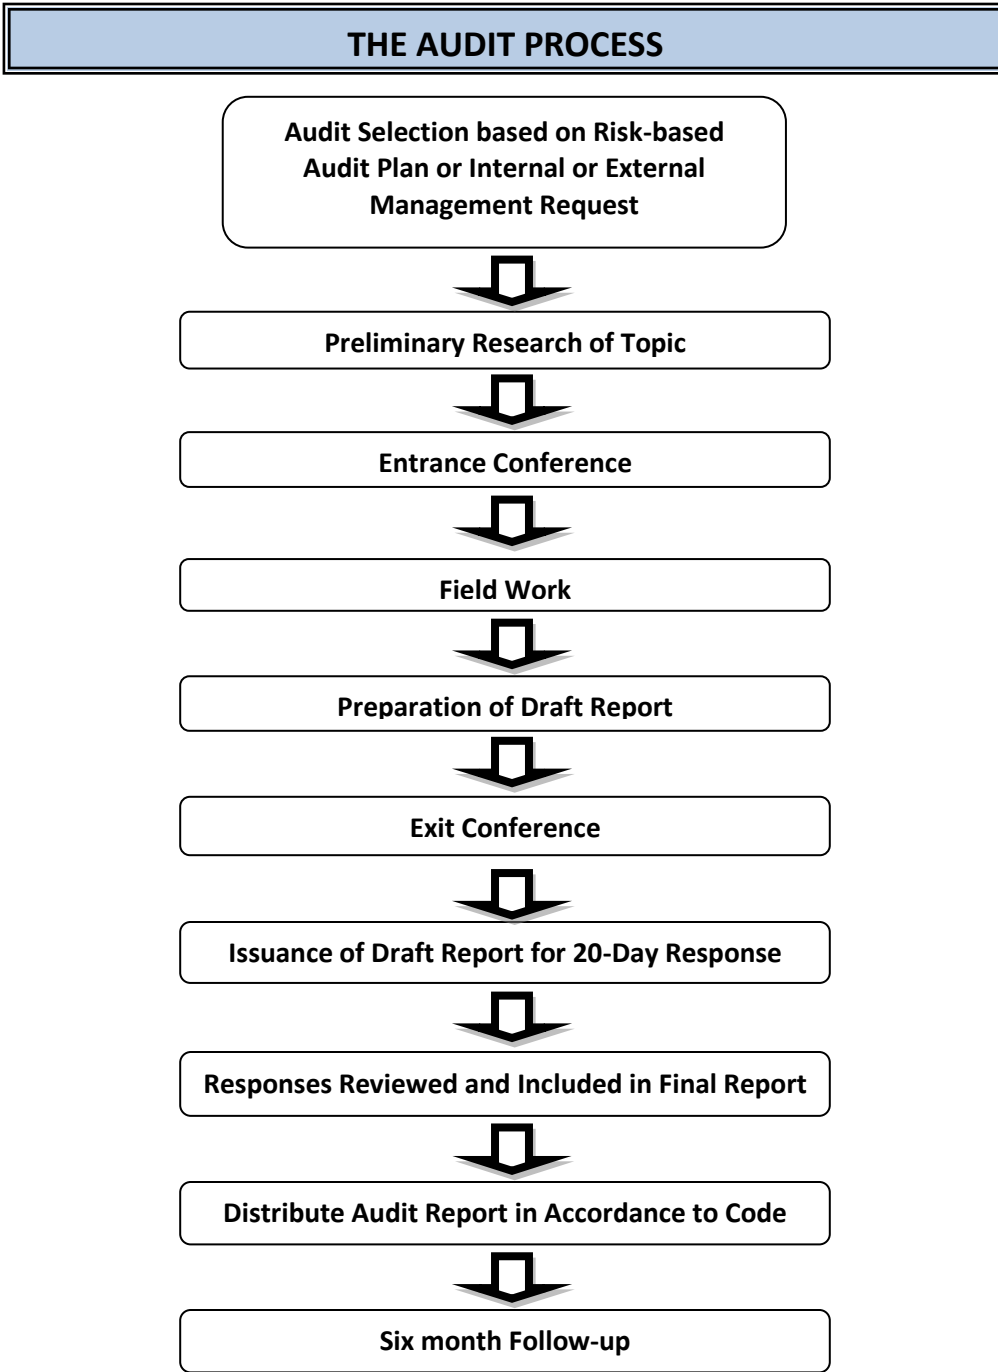 THE AUDIT PROCESS
Audit Selection based on Risk-based
Audit Plan or Internal or External
Management Request
Preliminary Research of Topic
Entrance Conference
Field Work
Preparation of Draft Report
Exit Conference
Issuance of Draft Report for 20-Day Response
Responses Reviewed and Included in Final Report
Distribute Audit Report in Accordance to Code
Six month Follow-up